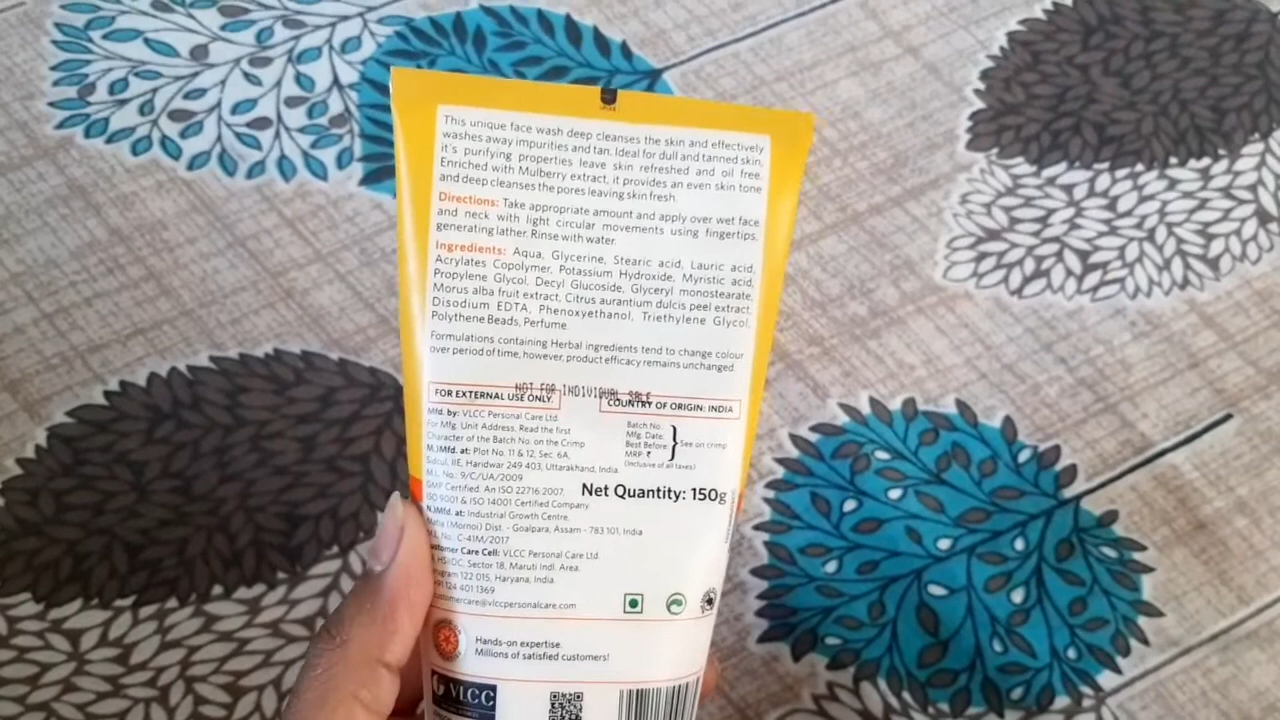 This unique face wash deep cleanses the skin and effectively
washes away impurities and tan. Ideal for dull and tanned skin,
it's purifying properties leave skin refreshed and oil free.
Enriched with Mulberry extract, it provides an even skin tone
and deep cleanses the pores leaving skin fresh.
Directions: Take appropriate amount and apply over wet face
and neck with light circular movements using fingertips,
generating lather. Rinse with water.
Ingredients: Aqua, Glycerine, Stearic acid, Lauric acid,
Acrylates Copolymer, Potassium Hydroxide, Myristic acid,
Propylene Glycol, Decyl Glucoside, Glyceryl monostearate,
Morus alba fruit extract, Citrus aurantium dulcis peel extract,
Disodium EDTA, Phenoxyethanol, Triethylene Glycol,
Polythene Beads, Perfume.
Formulations containing Herbal ingredients tend to change colour
over period of time, however, product efficacy remains unchanged.
NOT FOR INDIVIGUAL SALE
FOR EXTERNAL USE ONLY.
COUNTRY OF ORIGIN: INDIA
Mfd. by: VLCC Personal Care Ltd.
For Mfg. Unit Address, Read the first
Character of the Batch No. on the Crimp
M.)Mfd. at: Plot No. 11 & 12, Sec. 6A,
Sidcul, IIE, Haridwar 249 403, Uttarakhand, India.
M.L. No.: 9/C/UA/2009
GMP Certified. An ISO 22716:2007,
ISO 9001 & ISO 14001 Certified Company
N.)Mfd. at: Industrial Growth Centre,
Matia (Mornoi) Dist. - Goalpara, Assam - 783 101, India
M.L. No. C-41M/2017
Customer Care Cell: VLCC Personal Care Ltd.
HSIIDC, Sector 18, Maruti Indl. Area,
122 015, Haryana, India.
124 401 1369
customercare@vlccpersonalcare.com
Batch No.
Mfg. Date:
Best Before:
MRP: ₹
See on crimp
(Inclusive of all taxes)
Net Quantity: 150g
Hands-on expertise.
Millions of satisfied customers!
VLCC